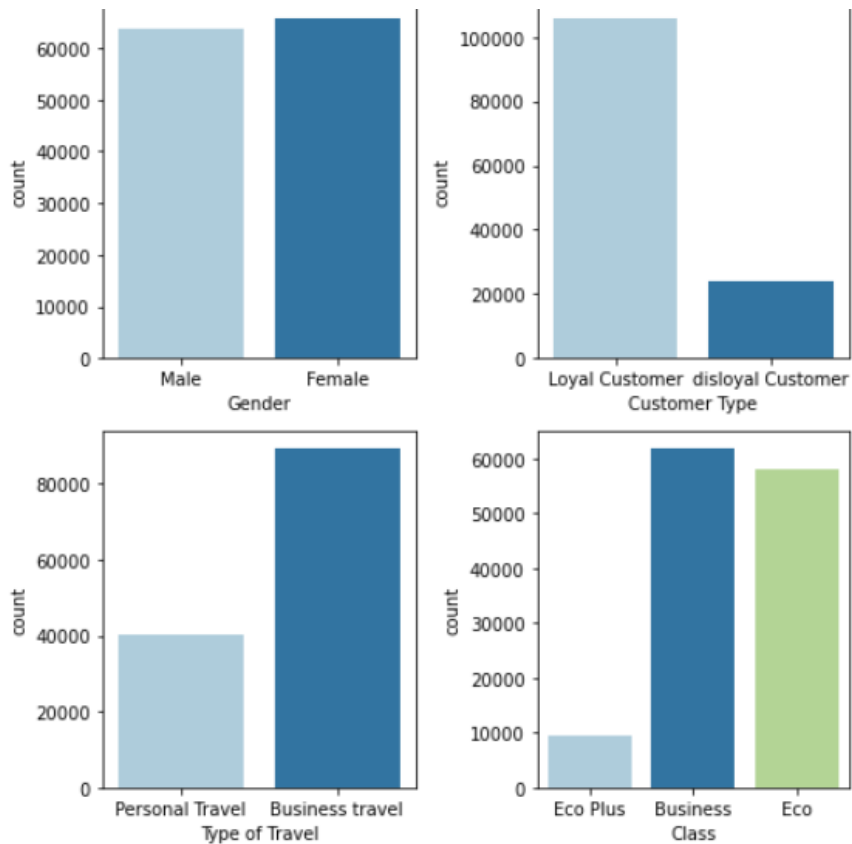 60000
50000
40000
30000
20000
10000
0
count
Male Female
Gender
100000
80000
60000
40000
20000
0
count
Loyal Customer disloyal Customer
Customer Type
80000
60000
40000
20000
0
count
Personal Travel Business travel
Type of Travel
60000
50000
40000
30000
20000
10000
0
count
Eco Plus Business Eco
Class